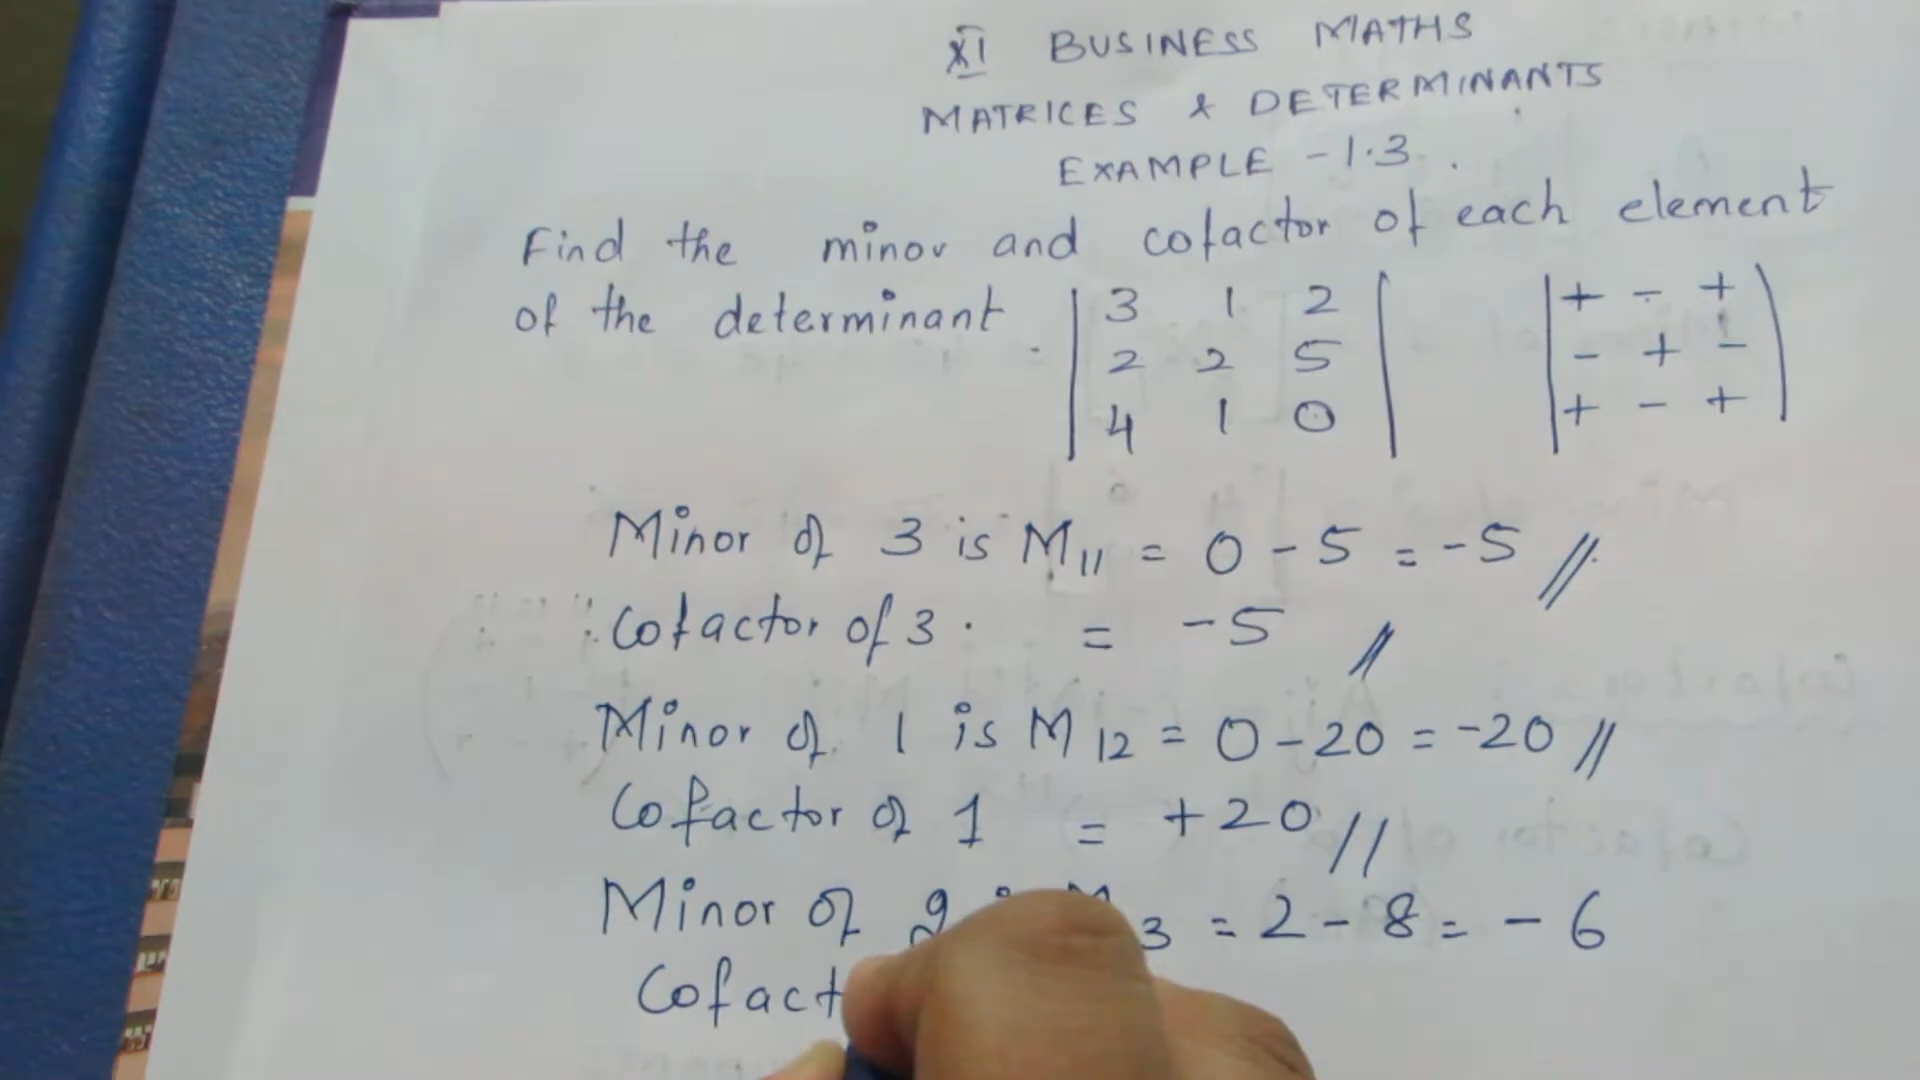 XI BUSINESS MATHS
MATRICES & DETERMINANTS
EXAMPLE - 1.3.
Find the minor and cofactor of each element
of the determinant | 3 1 2 | | + - + |
| 2 2 5 | | - + - |
| 4 1 0 | | + - + |
Minor of 3 is M11 = 0 - 5 = -5 //
Cofactor of 3 = -5 //
Minor of 1 is M12 = 0 - 20 = -20 //
Cofactor of 1 = +20 //
Minor of 2 3 = 2 - 8 = - 6
Cofact